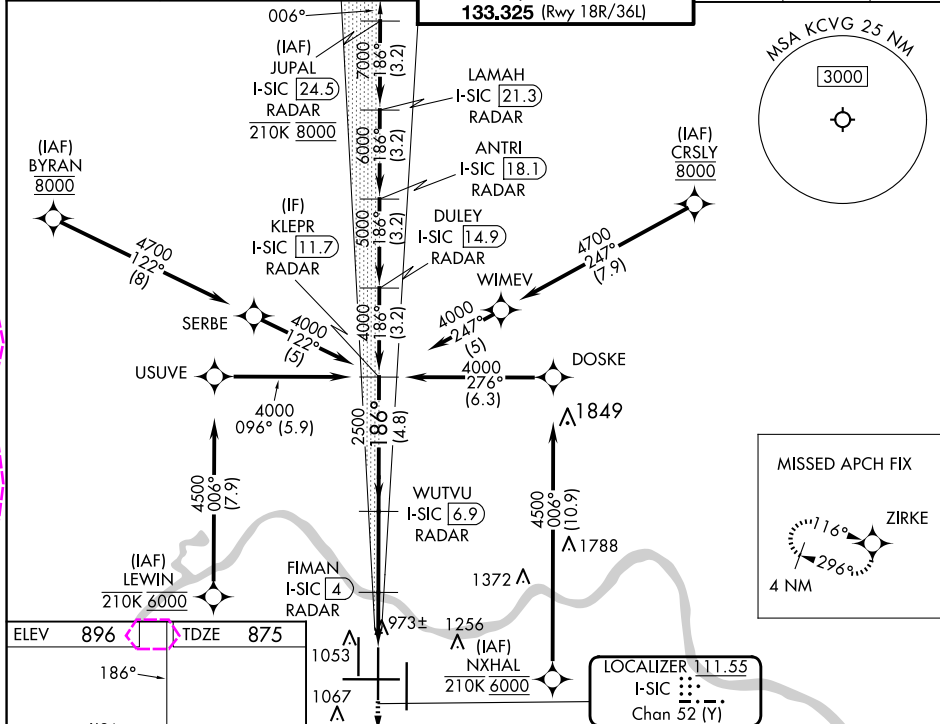 133.325 (Rwy 18R/36L)
006°
(IAF)
JUPAL
I-SIC 24.5
RADAR
210K 8000
7000
186°
(3.2)
LAMAH
I-SIC 21.3
RADAR
MSA KCVG 25 NM
3000
(IAF)
BYRAN
8000
6000
186°
(3.2)
ANTRI
I-SIC 18.1
RADAR
(IAF)
CRSLY
8000
(IF)
KLEPR
I-SIC 11.7
RADAR
5000
186°
(3.2)
DULEY
I-SIC 14.9
RADAR
4700
122°
(8)
4700
247°
(7.9)
WIMEV
SERBE
4000
122°
(5)
4000
186°
(3.2)
4000
247°
(5)
USUVE
4000
096° (5.9)
DOSKE
4000
276°
(6.3)
1849
2500
186°
(4.8)
MISSED APCH FIX
ZIRKE
116°
296°
4 NM
4500
006°
(7.9)
WUTVU
I-SIC 6.9
RADAR
4500
006°
(10.9)
1788
(IAF)
LEWIN
210K 6000
FIMAN
I-SIC 4
RADAR
1372
ELEV 896 TDZE 875
973± 1256
186°
1053
1067
(IAF)
NXHAL
210K 6000
LOCALIZER 111.55
I-SIC
Chan 52 (Y)